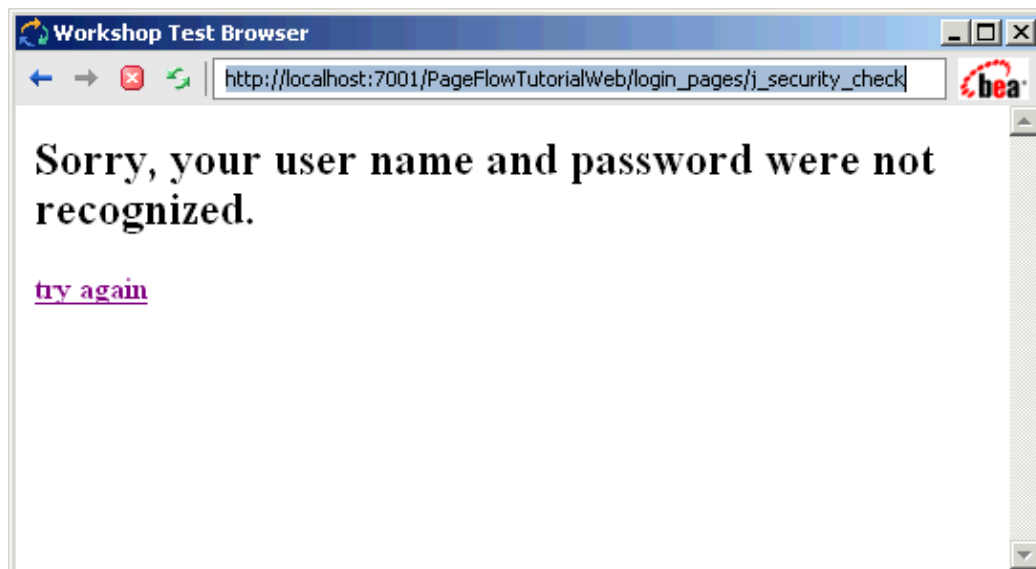 Workshop Test Browser
http://localhost:7001/PageFlowTutorialWeb/login_pages/j_security_check
bea
Sorry, your user name and password were not
recognized.
try again